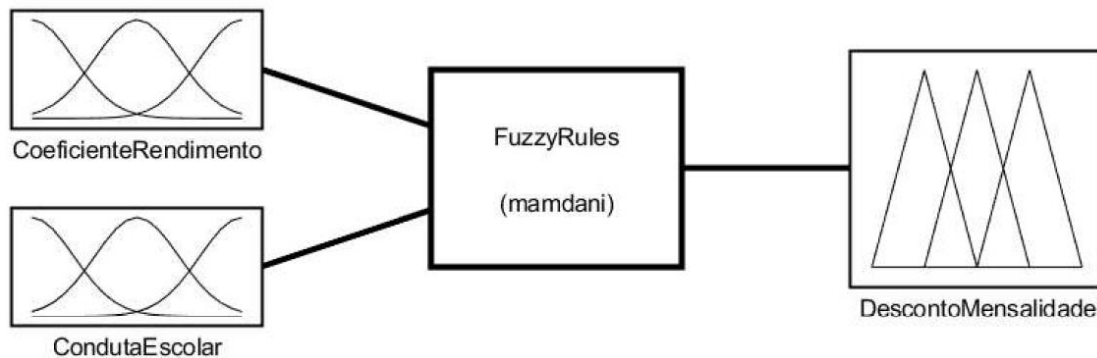 CoeficienteRendimento
CondutaEscolar
FuzzyRules
(mamdani)
DescontoMensalidade